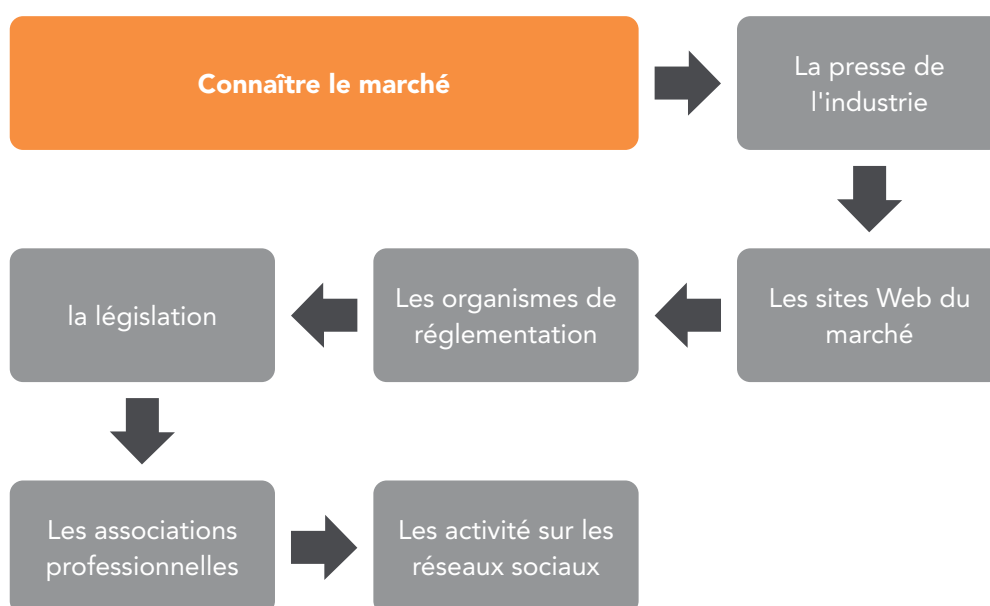 Connaître le marché
La presse de
l'industrie
Les sites Web du
marché
Les organismes de
réglementation
la législation
Les associations
professionnelles
Les activité sur les
réseaux sociaux